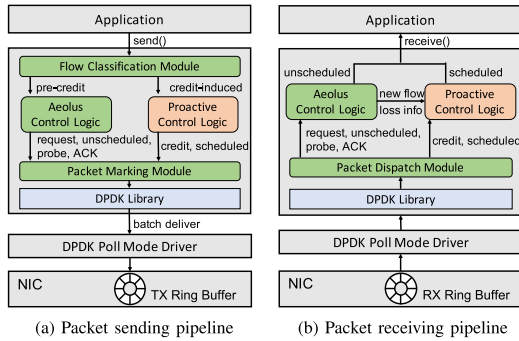 Application
send()
Flow Classification Module
pre-credit
credit-induced
Aeolus
Control Logic
Proactive
Control Logic
request, unscheduled,
probe, ACK
credit, scheduled
Packet Marking Module
DPDK Library
batch deliver
DPDK Poll Mode Driver
NIC
TX Ring Buffer
(a) Packet sending pipeline
Application
receive()
unscheduled
scheduled
Aeolus
Control Logic
new flow
loss info
Proactive
Control Logic
request, unscheduled,
probe, ACK
credit, scheduled
Packet Dispatch Module
DPDK Library
DPDK Poll Mode Driver
NIC
RX Ring Buffer
(b) Packet receiving pipeline